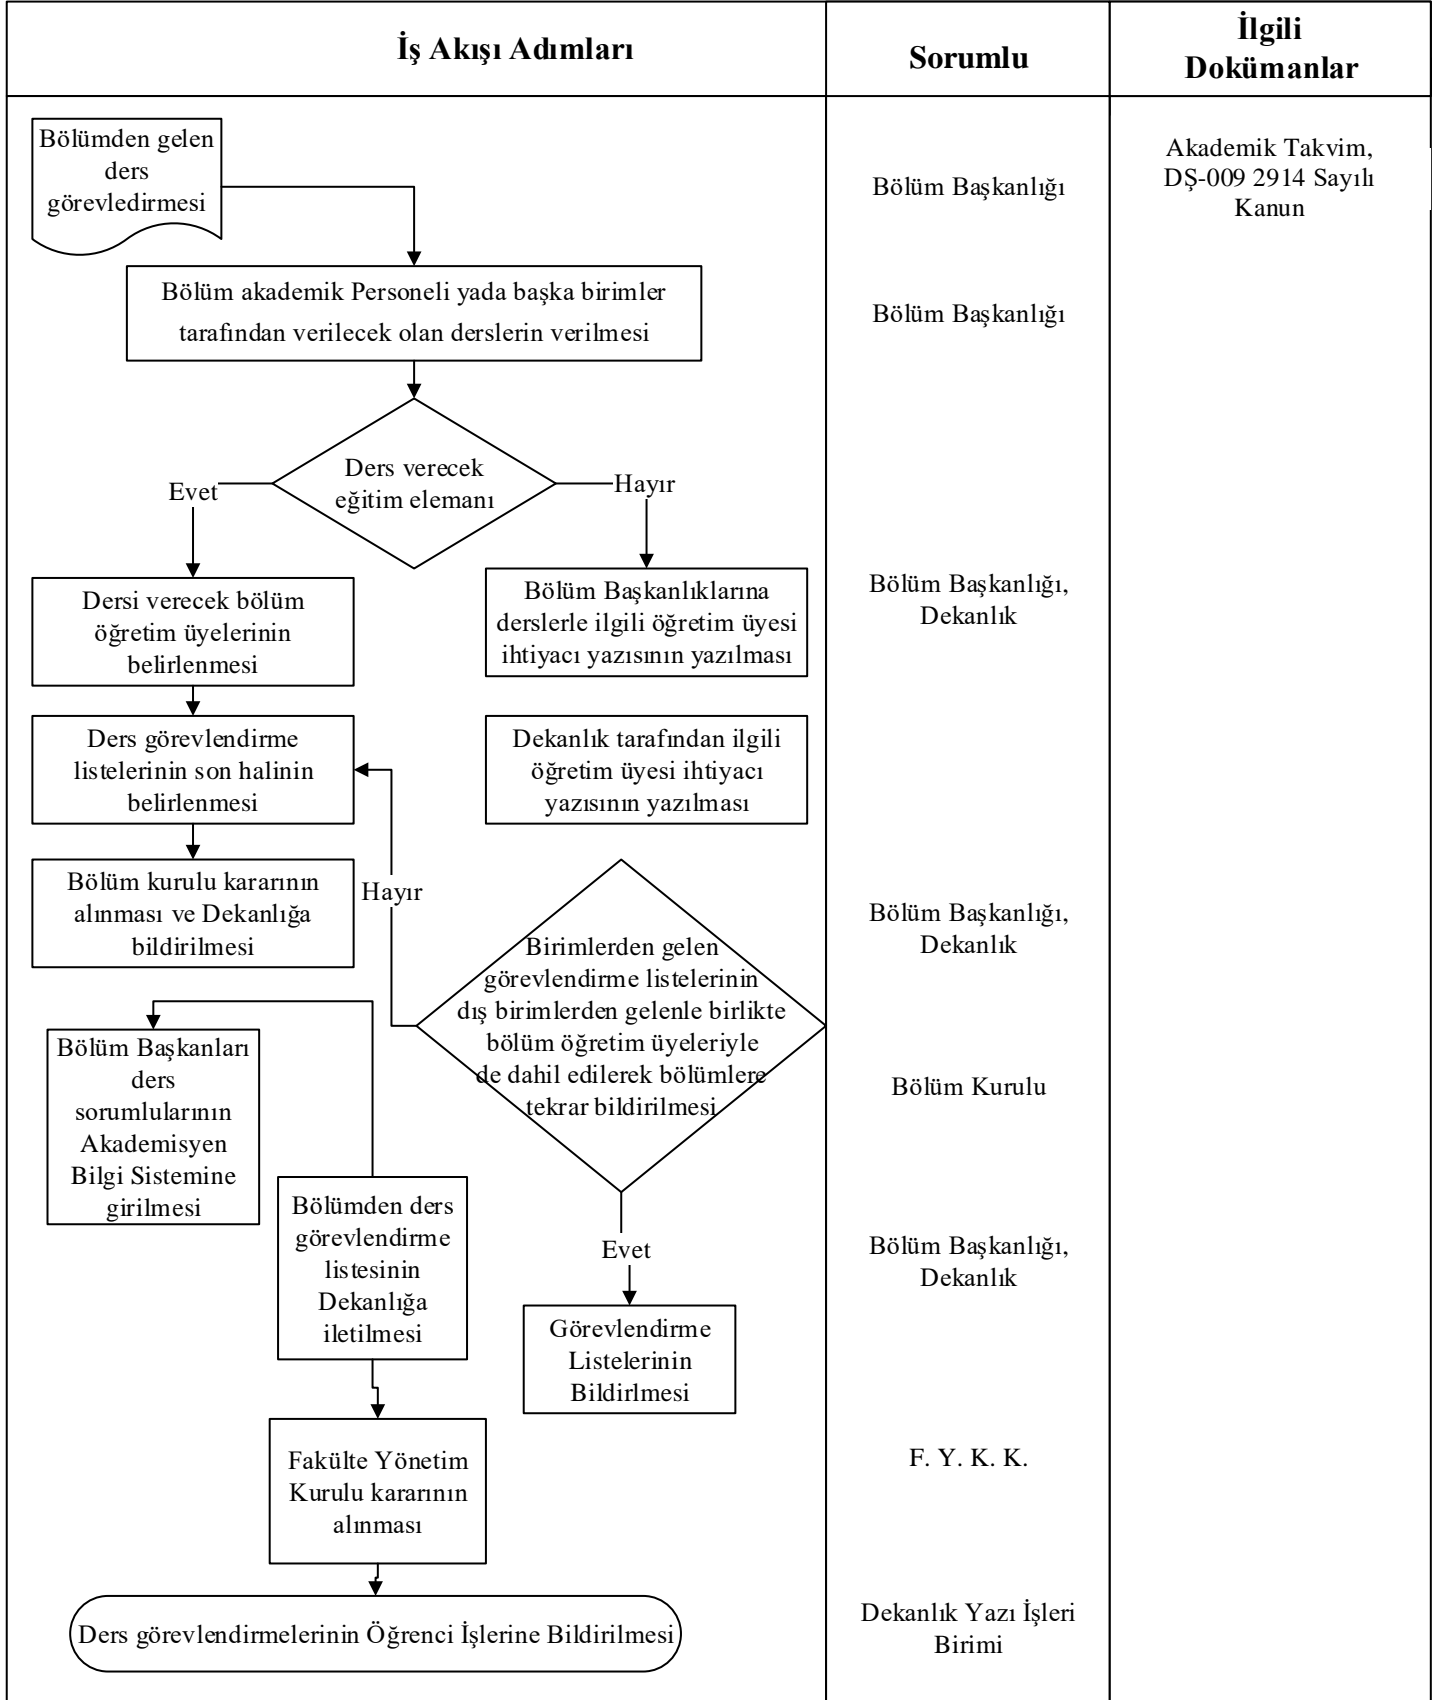 İş Akışı Adımları
Sorumlu
İlgili
Dokümanlar
Bölümden gelen
ders
görevledirmesi
Bölüm Başkanlığı
Akademik Takvim,
DŞ-009 2914 Sayılı
Kanun
Bölüm akademik Personeli yada başka birimler
tarafından verilecek olan derslerin verilmesi
Bölüm Başkanlığı
Ders verecek
eğitim elemanı
Evet
Hayır
Dersi verecek bölüm
öğretim üyelerinin
belirlenmesi
Bölüm Başkanlıklarına
derslerle ilgili öğretim üyesi
ihtiyacı yazısının yazılması
Bölüm Başkanlığı,
Dekanlık
Ders görevlendirme
listelerinin son halinin
belirlenmesi
Dekanlık tarafından ilgili
öğretim üyesi ihtiyacı
yazısının yazılması
Bölüm kurulu kararının
alınması ve Dekanlığa
bildirilmesi
Hayır
Birimlerden gelen
görevlendirme listelerinin
dış birimlerden gelenle birlikte
bölüm öğretim üyeleriyle
de dahil edilerek bölümlere
tekrar bildirilmesi
Bölüm Başkanlığı,
Dekanlık
Bölüm Başkanları
ders
sorumlularının
Akademisyen
Bilgi Sistemine
girilmesi
Bölüm Kurulu
Bölümden ders
görevlendirme
listesinin
Dekanlığa
iletilmesi
Evet
Bölüm Başkanlığı,
Dekanlık
Görevlendirme
Listelerinin
Bildirlmesi
Fakülte Yönetim
Kurulu kararının
alınması
F. Y. K. K.
Ders görevlendirmelerinin Öğrenci İşlerine Bildirilmesi
Dekanlık Yazı İşleri
Birimi